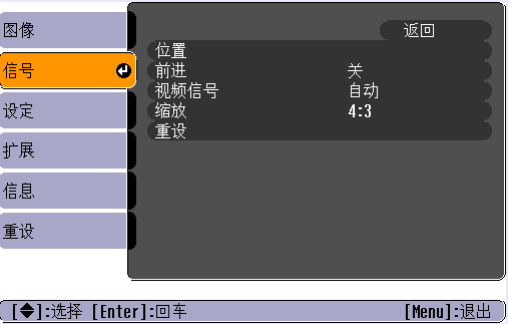 图像
信号
设定
扩展
信息
重设
返回
位置
前进 关
视频信号 自动
缩放 4:3
重设
[◆]:选择 [Enter]:回车 [Menu]:退出